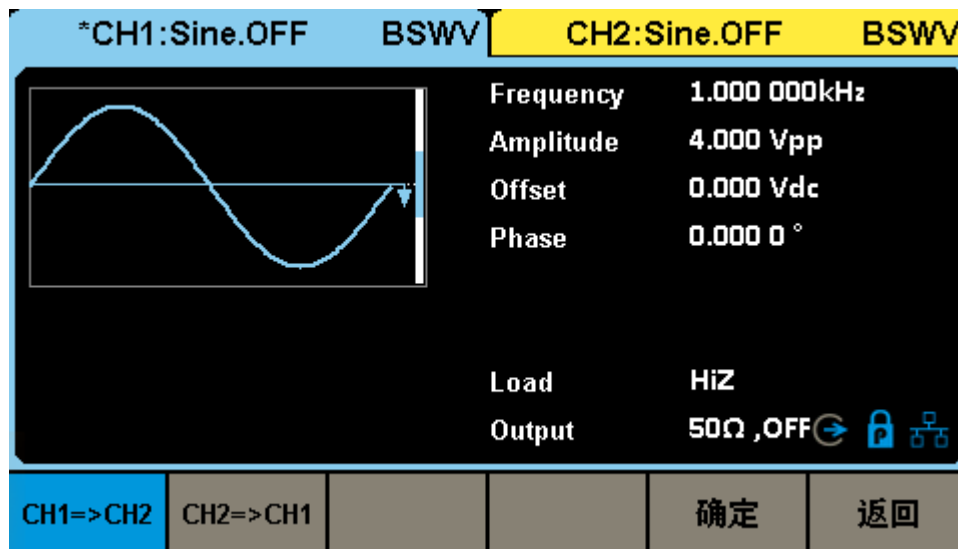 *CH1:Sine.OFF BSWV CH2:Sine.OFF BSWV
Frequency 1.000 000kHz
Amplitude 4.000 Vpp
Offset 0.000 Vdc
Phase 0.000 0 °
Load HiZ
Output 50Ω ,OFF P
CH1=>CH2 CH2=>CH1 确定 返回